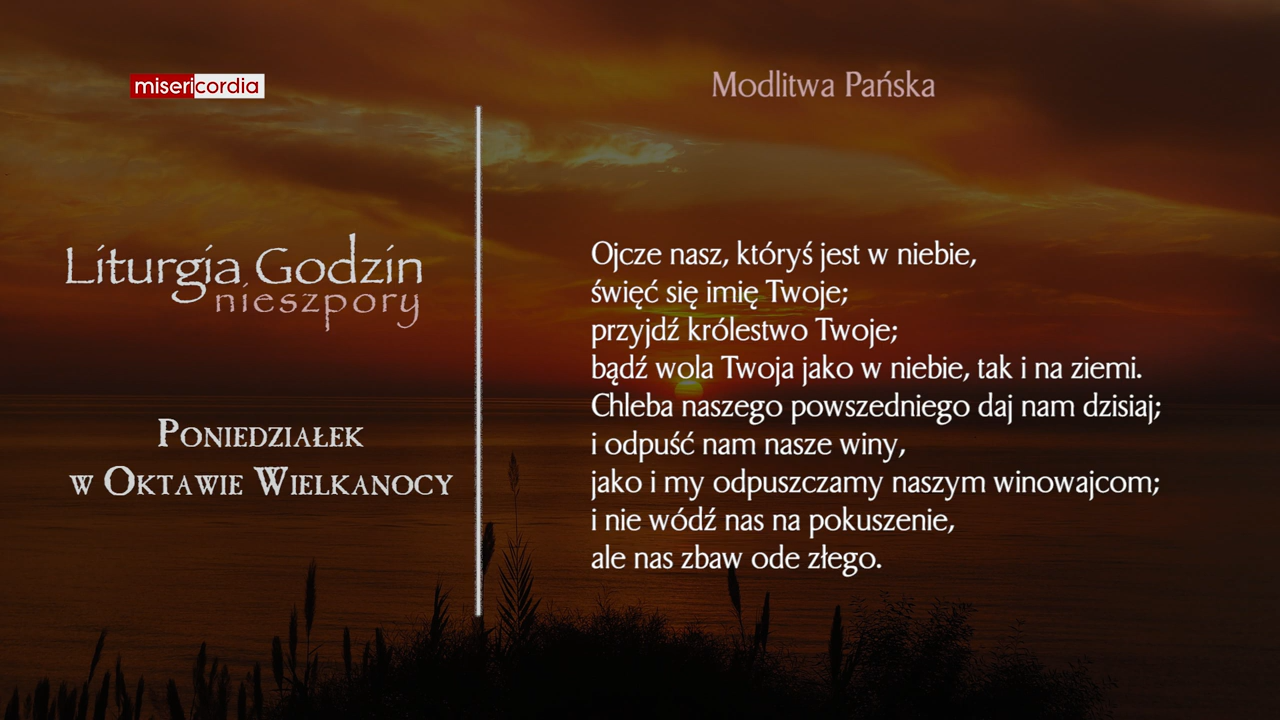 misericordia
Liturgia Godzin
nieszpory
Poniedziałek
w Oktawie Wielkanocy
Modlitwa Pańska
Ojcze nasz, któryś jest w niebie,
święć się imię Twoje;
przyjdź królestwo Twoje;
bądź wola Twoja jako w niebie, tak i na ziemi.
Chleba naszego powszedniego daj nam dzisiaj;
i odpuść nam nasze winy,
jako i my odpuszczamy naszym winowajcom;
i nie wódź nas na pokuszenie,
ale nas zbaw ode złego.